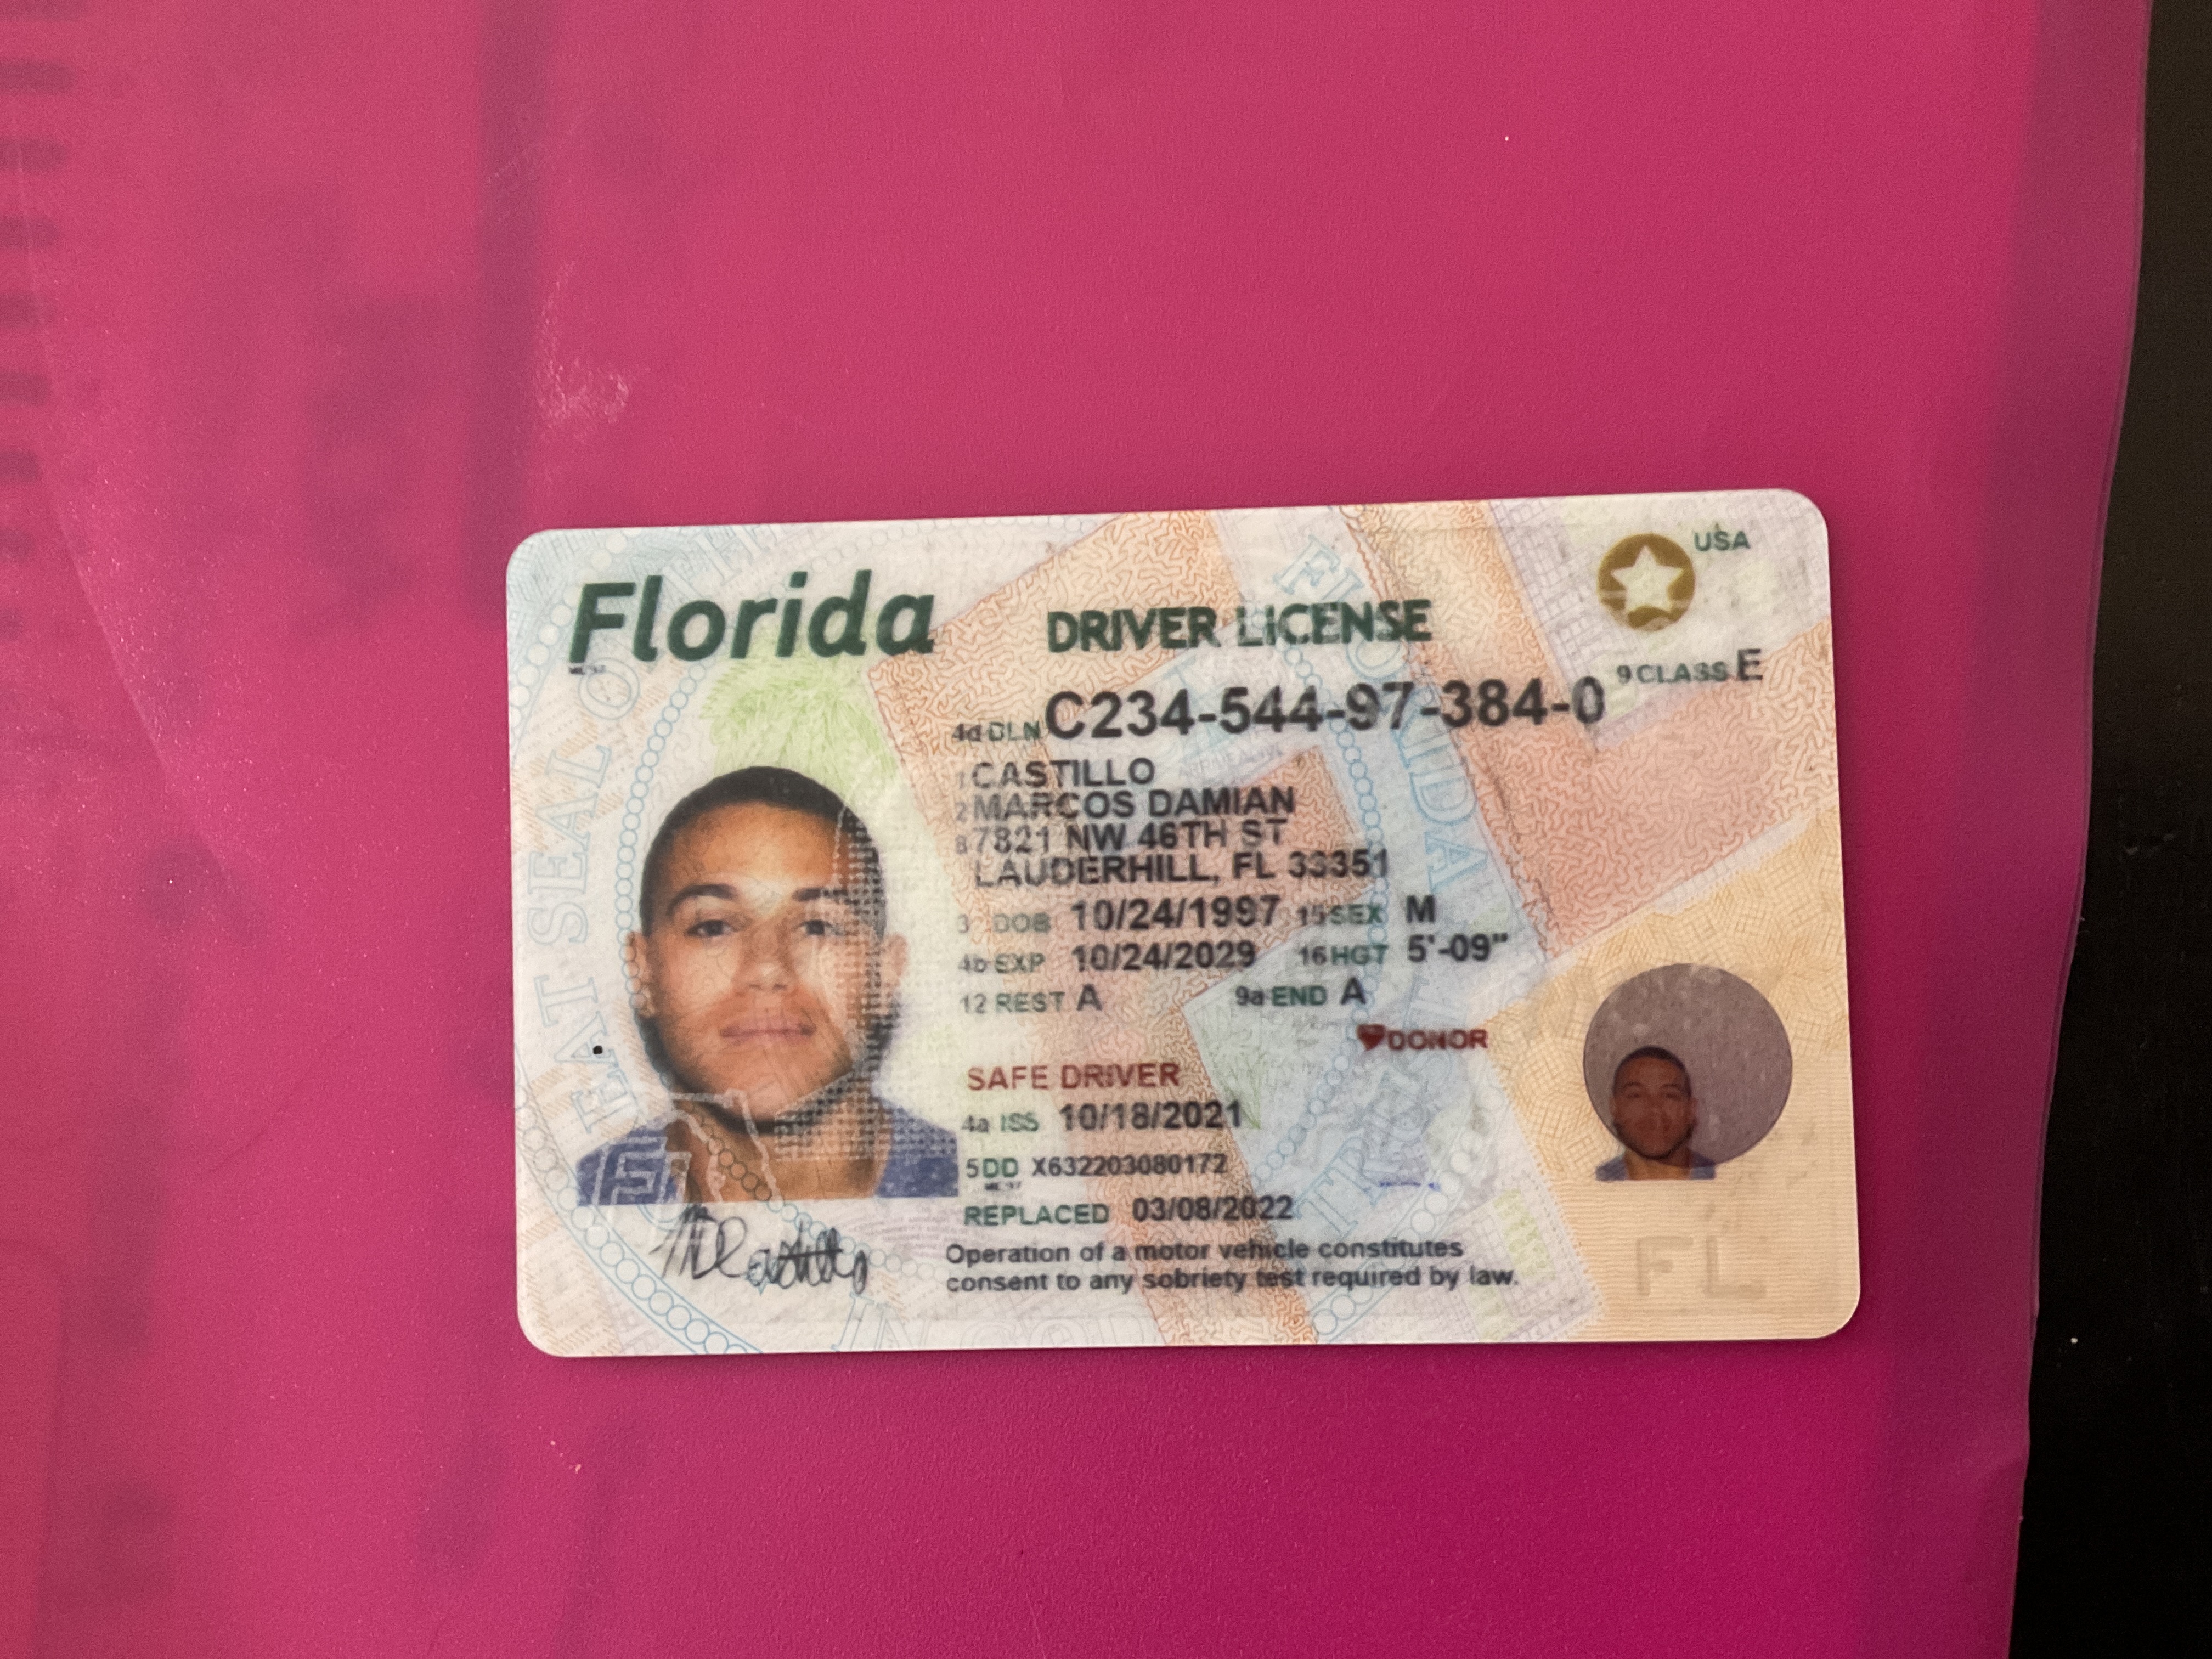 Florida
DRIVER LICENSE
USA
9 CLASS E
4d DLN C234-544-97-384-0
1 CASTILLO
2 MARCOS DAMIAN
8 7821 NW 46TH ST
LAUDERHILL, FL 33351
3 DOB 10/24/1997 15 SEX M
4b EXP 10/24/2029 16 HGT 5'-09"
12 REST A 9a END A
DONOR
SAFE DRIVER
4a ISS 10/18/2021
5DD X632203080172
REPLACED 03/08/2022
Operation of a motor vehicle constitutes
consent to any sobriety test required by law.
FL